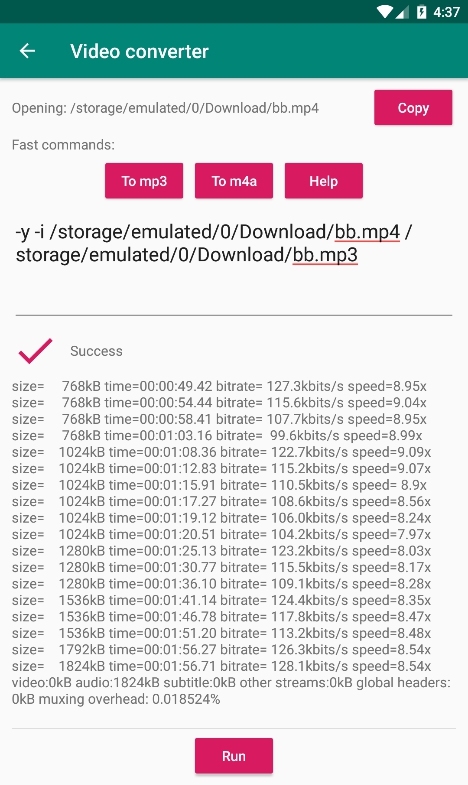 4:37
Video converter
Opening: /storage/emulated/0/Download/bb.mp4
Copy
Fast commands:
To mp3
To m4a
Help
-y -i /storage/emulated/0/Download/bb.mp4 /
storage/emulated/0/Download/bb.mp3
Success
size=     768kB time=00:00:49.42 bitrate= 127.3kbits/s speed=8.95x
size=     768kB time=00:00:54.44 bitrate= 115.6kbits/s speed=9.04x
size=     768kB time=00:00:58.41 bitrate= 107.7kbits/s speed=8.95x
size=     768kB time=00:01:03.16 bitrate=  99.6kbits/s speed=8.99x
size=    1024kB time=00:01:08.36 bitrate= 122.7kbits/s speed=9.09x
size=    1024kB time=00:01:12.83 bitrate= 115.2kbits/s speed=9.07x
size=    1024kB time=00:01:15.91 bitrate= 110.5kbits/s speed= 8.9x
size=    1024kB time=00:01:17.27 bitrate= 108.6kbits/s speed=8.56x
size=    1024kB time=00:01:19.12 bitrate= 106.0kbits/s speed=8.24x
size=    1024kB time=00:01:20.51 bitrate= 104.2kbits/s speed=7.97x
size=    1280kB time=00:01:25.13 bitrate= 123.2kbits/s speed=8.03x
size=    1280kB time=00:01:30.77 bitrate= 115.5kbits/s speed=8.17x
size=    1280kB time=00:01:36.10 bitrate= 109.1kbits/s speed=8.28x
size=    1536kB time=00:01:41.14 bitrate= 124.4kbits/s speed=8.35x
size=    1536kB time=00:01:46.78 bitrate= 117.8kbits/s speed=8.47x
size=    1536kB time=00:01:51.20 bitrate= 113.2kbits/s speed=8.48x
size=    1792kB time=00:01:56.27 bitrate= 126.3kbits/s speed=8.54x
size=    1824kB time=00:01:56.71 bitrate= 128.1kbits/s speed=8.54x
video:0kB audio:1824kB subtitle:0kB other streams:0kB global headers:
0kB muxing overhead: 0.018524%
Run